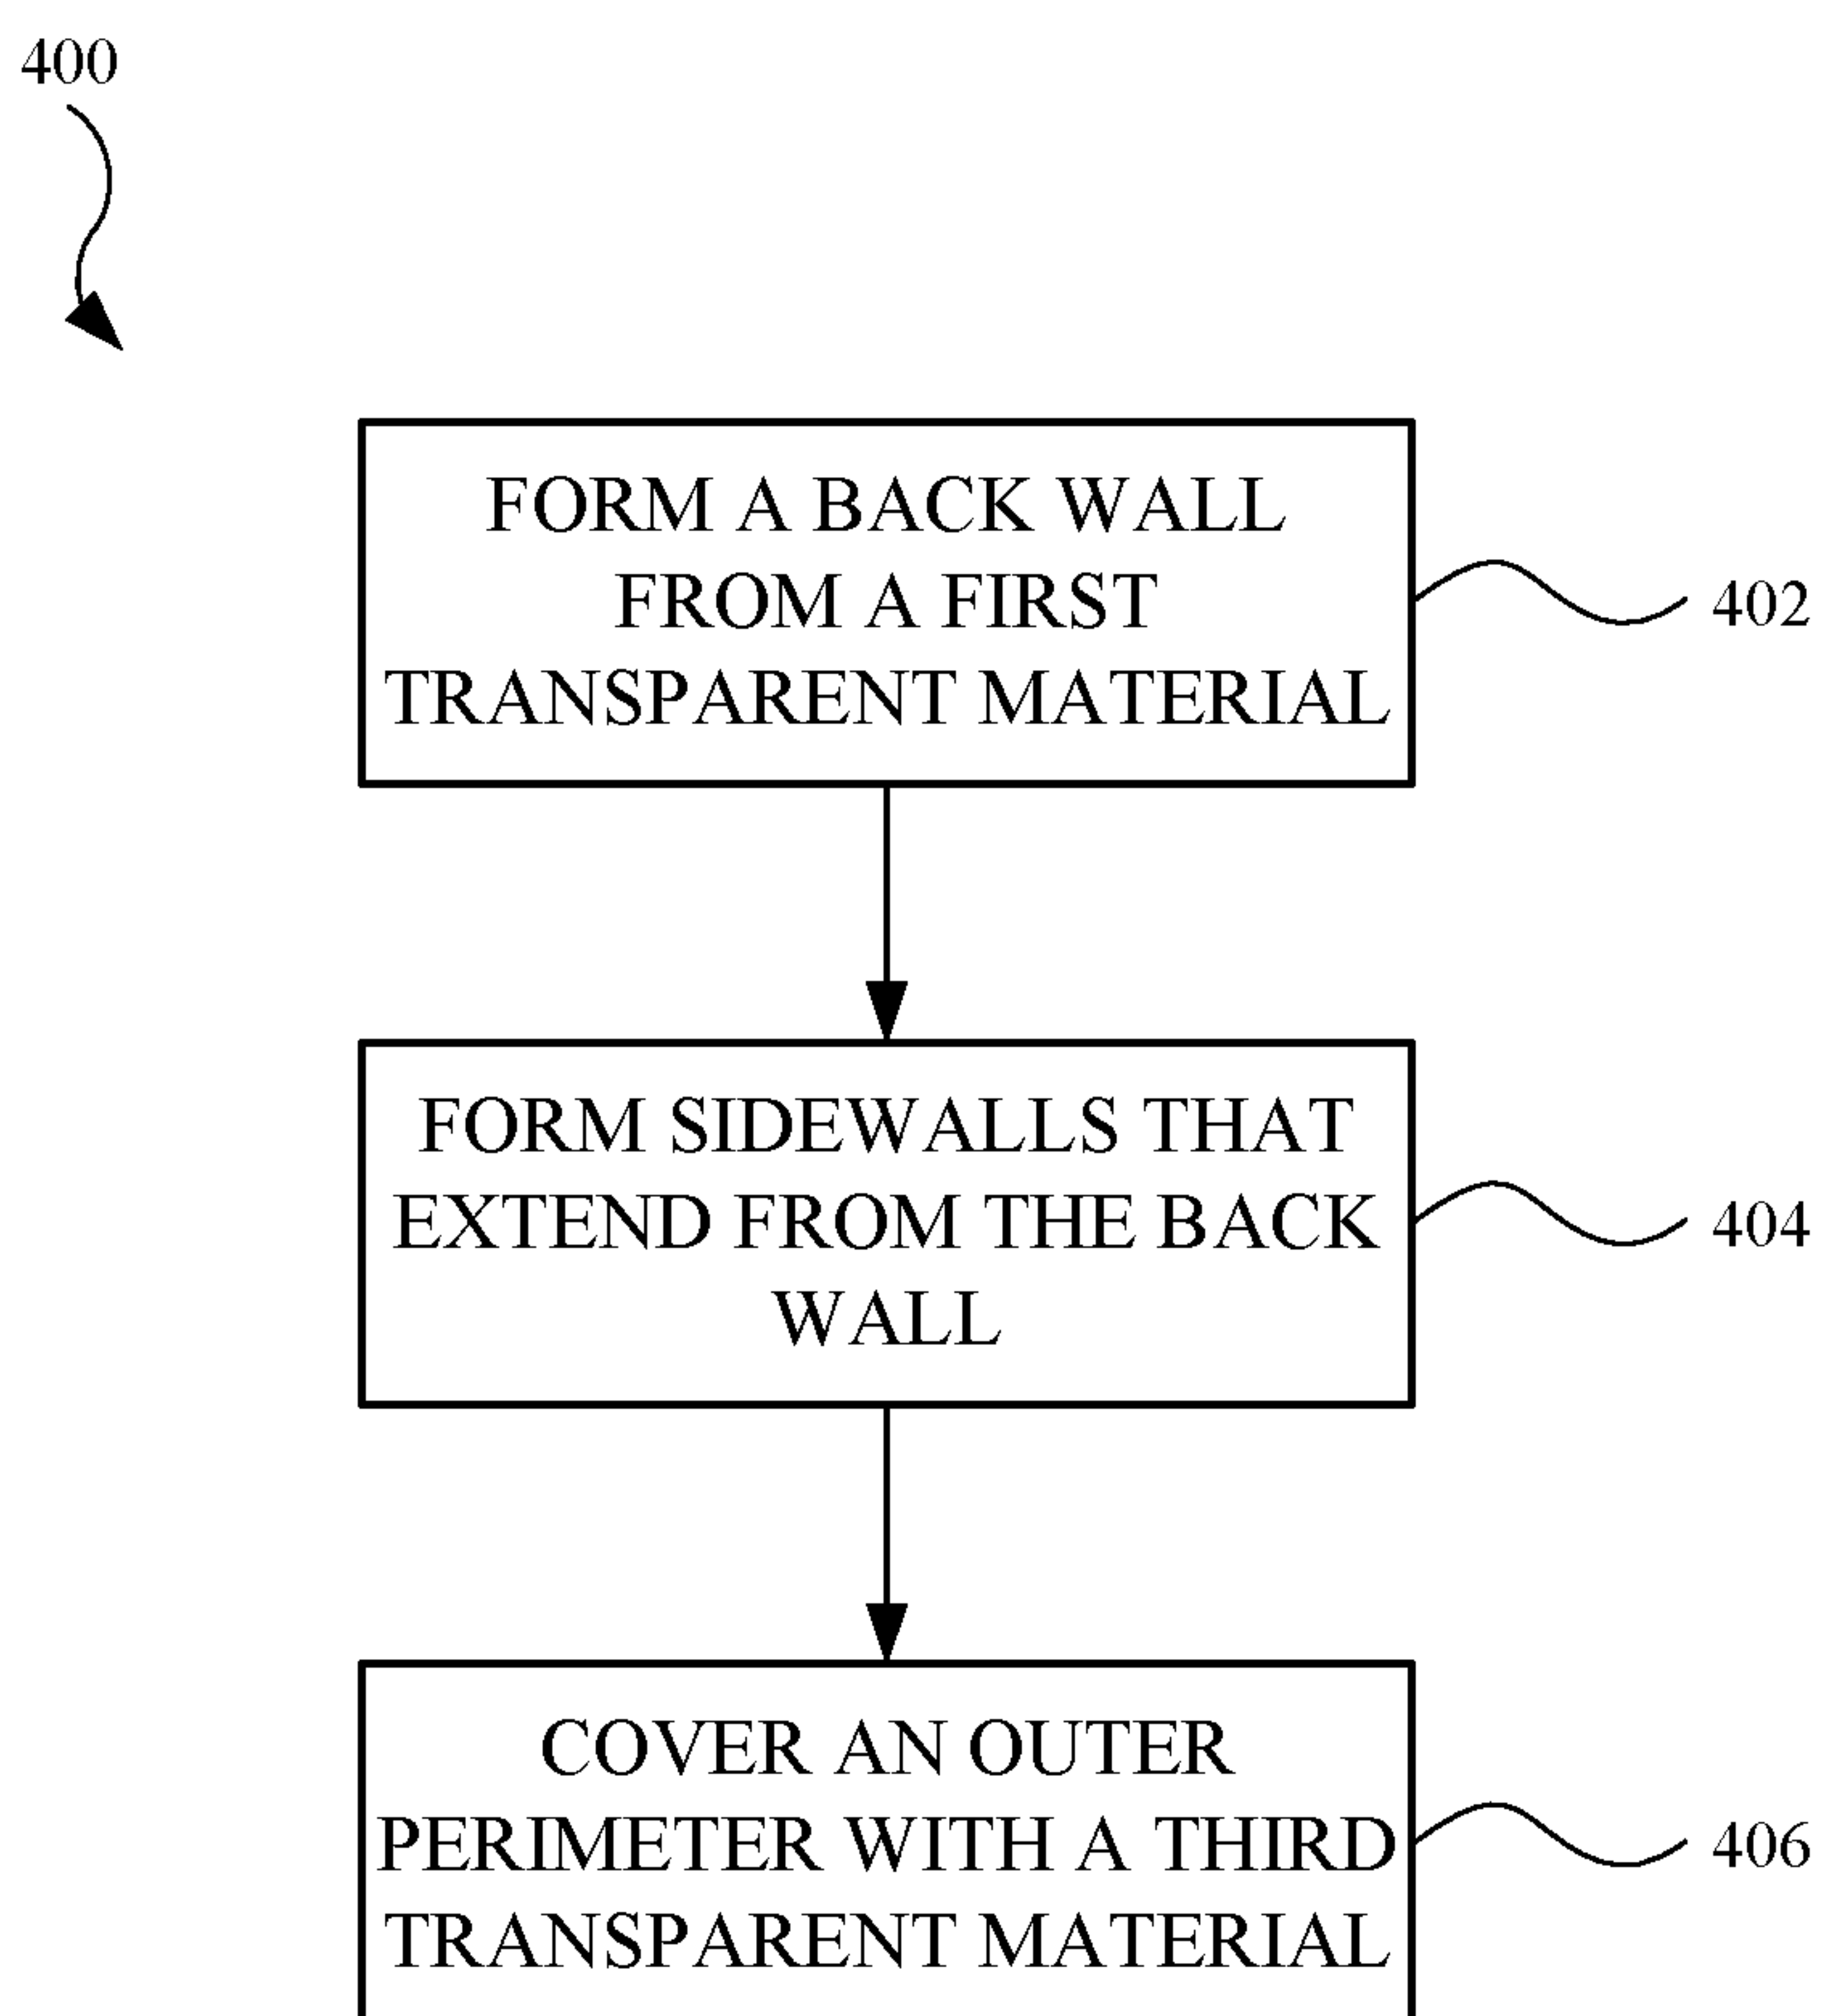 400
FORM A BACK WALL
FROM A FIRST
TRANSPARENT MATERIAL
402
FORM SIDEWALLS THAT
EXTEND FROM THE BACK
WALL
404
COVER AN OUTER
PERIMETER WITH A THIRD
TRANSPARENT MATERIAL
406